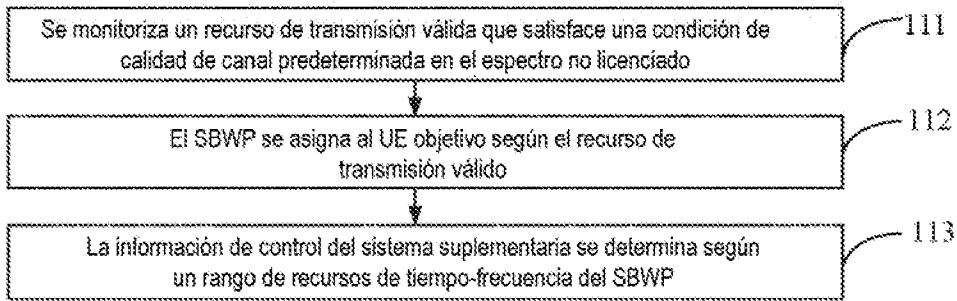 Se monitoriza un recurso de transmisión válida que satisface una condición de
calidad de canal predeterminada en el espectro no licenciado
111
El SBWP se asigna al UE objetivo según el recurso de
transmisión válido
112
La información de control del sistema suplementaria se determina según
un rango de recursos de tiempo-frecuencia del SBWP
113